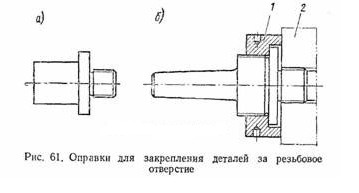 а)
б)
1
2
Рис. 61. Оправки для закрепления деталей за резьбовое
отверстие